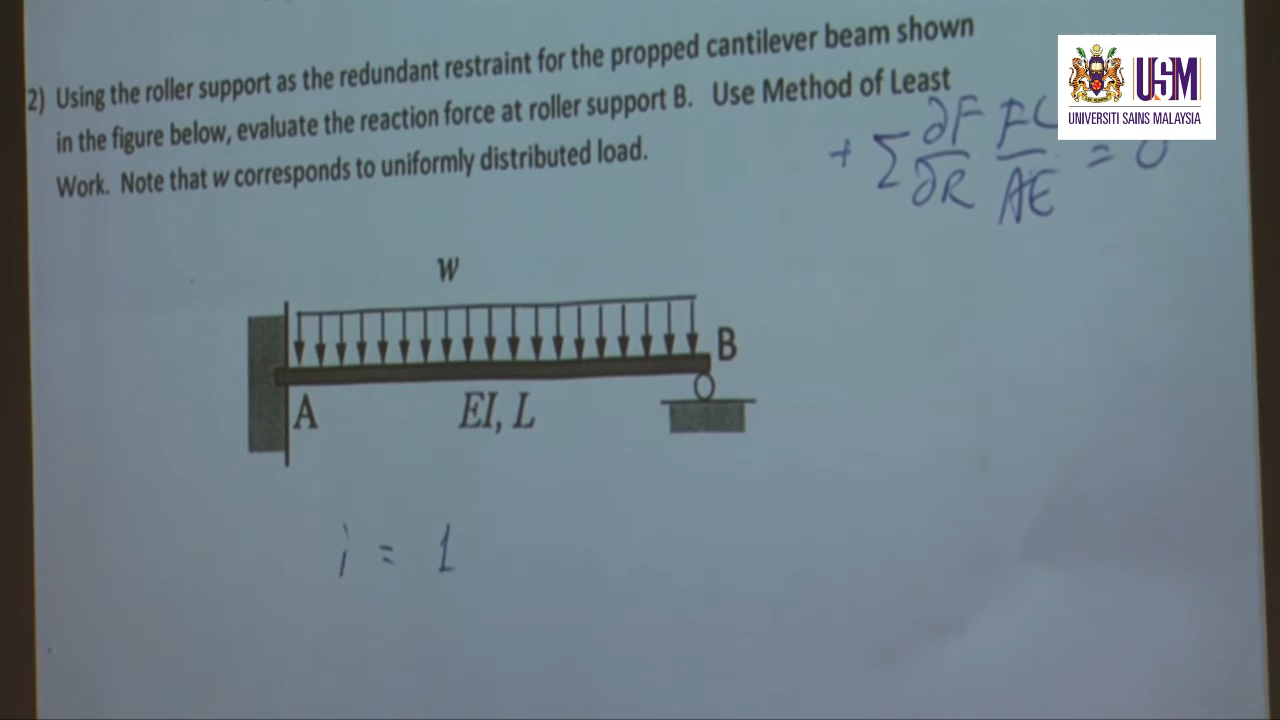 2) Using the roller support as the redundant restraint for the propped cantilever beam shown
in the figure below, evaluate the reaction force at roller support B. Use Method of Least
Work. Note that w corresponds to uniformly distributed load.
USM
UNIVERSITI SAINS MALAYSIA
+ Σ ∂F/∂R F/AE = 0
w
B
A
EI, L
i = 1